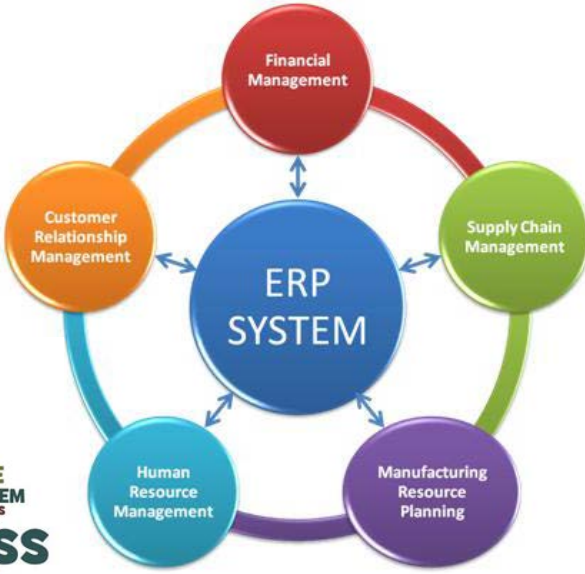 Financial
Management
Customer
Relationship
Management
Supply Chain
Management
ERP
SYSTEM
Human
Resource
Management
Manufacturing
Resource
Planning